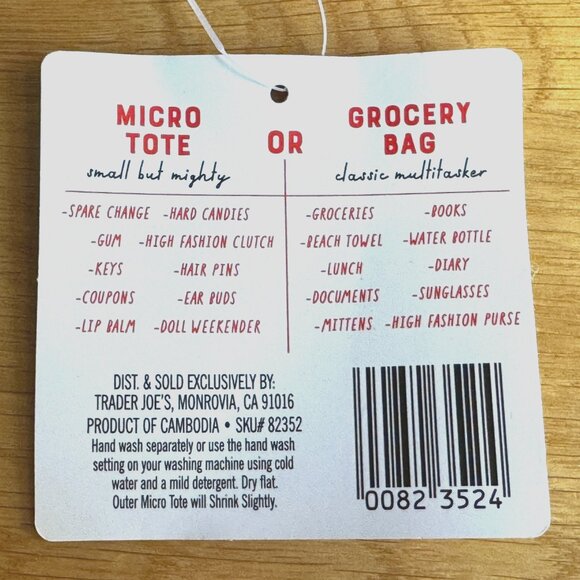 MICRO TOTE
small but mighty
OR
GROCERY BAG
classic multitasker
-SPARE CHANGE -HARD CANDIES
-GUM -HIGH FASHION CLUTCH
-KEYS -HAIR PINS
-COUPONS -EAR BUDS
-LIP BALM -DOLL WEEKENDER
-GROCERIES -BOOKS
-BEACH TOWEL -WATER BOTTLE
-LUNCH -DIARY
-DOCUMENTS -SUNGLASSES
-MITTENS -HIGH FASHION PURSE
DIST. & SOLD EXCLUSIVELY BY:
TRADER JOE'S, MONROVIA, CA 91016
PRODUCT OF CAMBODIA • SKU# 82352
Hand wash separately or use the hand wash
setting on your washing machine using cold
water and a mild detergent. Dry flat.
Outer Micro Tote will Shrink Slightly.
0082 3524